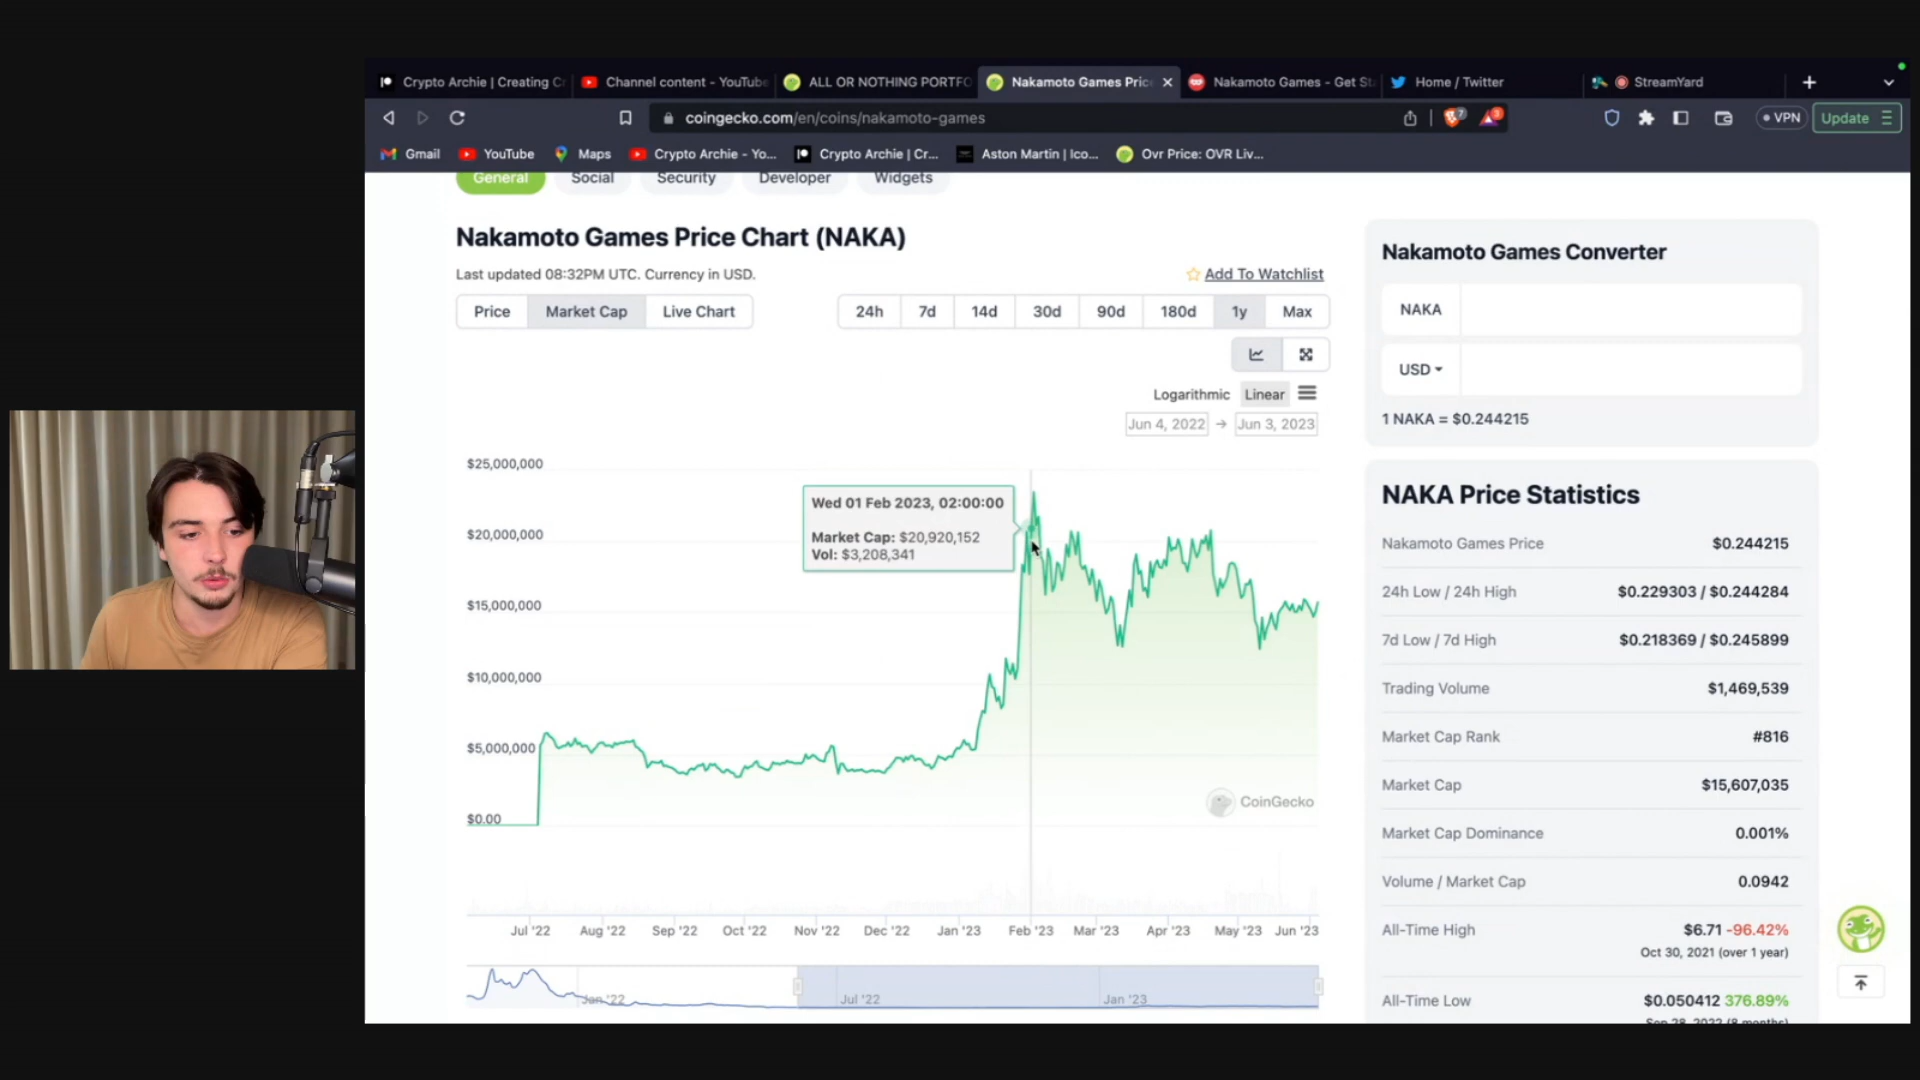 Crypto Archie | Creating C
Channel content - YouTube
ALL OR NOTHING PORTFO
Nakamoto Games Pric
Nakamoto Games - Get St
Home / Twitter
StreamYard
coingecko.com/en/coins/nakamoto-games
7
3
VPN
Update
Gmail
YouTube
Maps
Crypto Archie - Yo...
Crypto Archie | Cr...
Aston Martin | Ico...
Ovr Price: OVR Liv...
General
Social
Security
Developer
Widgets
Nakamoto Games Price Chart (NAKA)
Last updated 08:32PM UTC. Currency in USD.
Add To Watchlist
Price
Market Cap
Live Chart
24h
7d
14d
30d
90d
180d
1y
Max
Logarithmic
Linear
Jun 4, 2022 → Jun 3, 2023
$25,000,000
$20,000,000
$15,000,000
$10,000,000
$5,000,000
$0.00
Wed 01 Feb 2023, 02:00:00
Market Cap: $20,920,152
Vol: $3,208,341
CoinGecko
Jul '22
Aug '22
Sep '22
Oct '22
Nov '22
Dec '22
Jan '23
Feb '23
Mar '23
Apr '23
May '23
Jun '23
Jan '22
Jul '22
Jan '23
Nakamoto Games Converter
NAKA
USD
1 NAKA = $0.244215
NAKA Price Statistics
Nakamoto Games Price $0.244215
24h Low / 24h High $0.229303 / $0.244284
7d Low / 7d High $0.218369 / $0.245899
Trading Volume $1,469,539
Market Cap Rank #816
Market Cap $15,607,035
Market Cap Dominance 0.001%
Volume / Market Cap 0.0942
All-Time High $6.71 -96.42%
Oct 30, 2021 (over 1 year)
All-Time Low $0.050412 376.89%
Sep 28, 2022 (8 months)